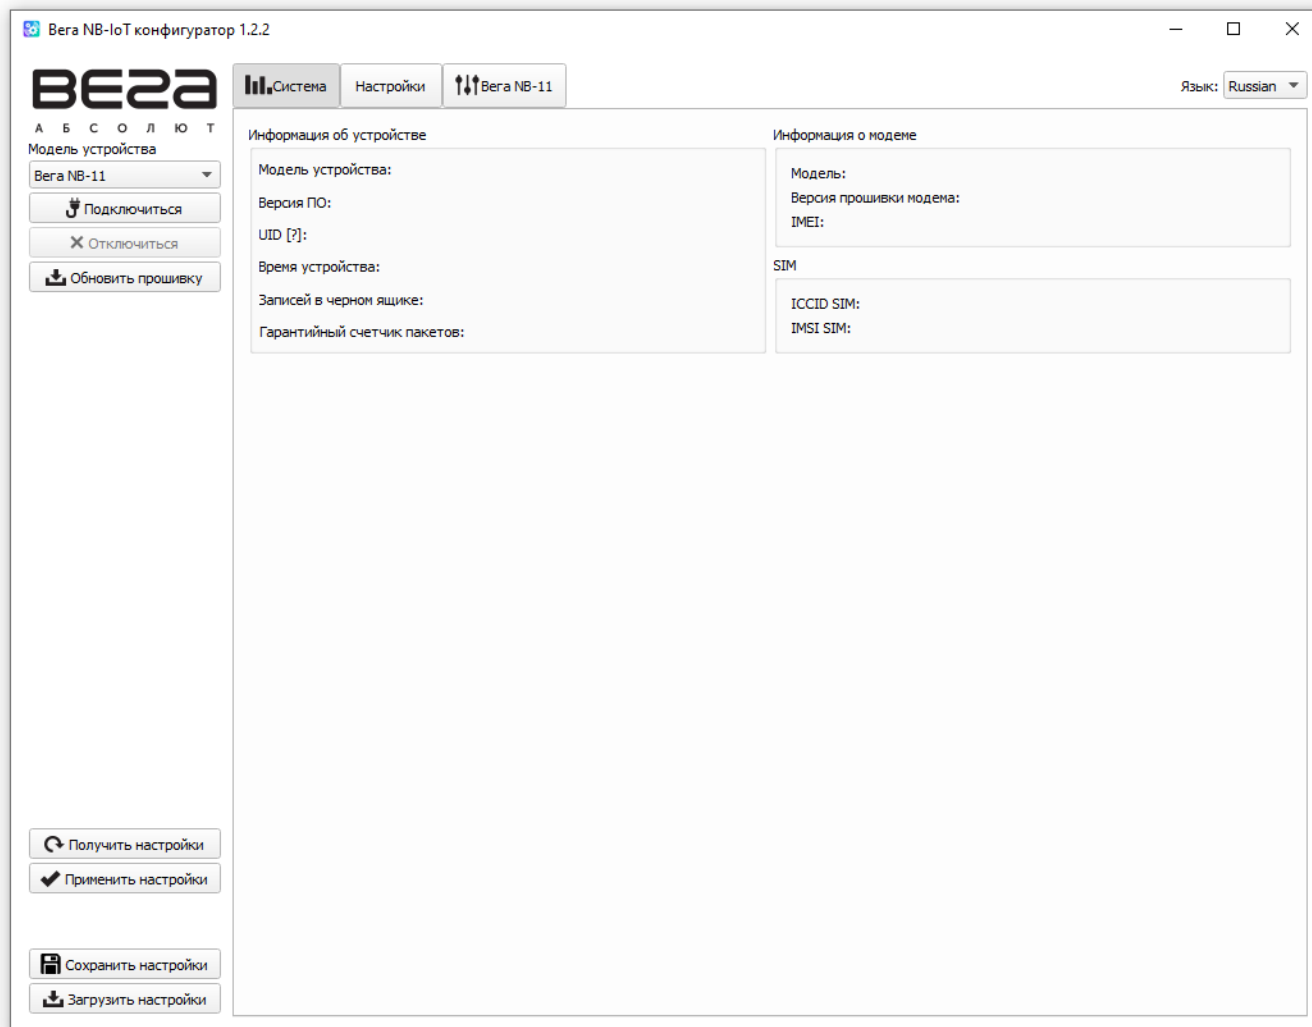 Вега NB-IoT конфигуратор 1.2.2
ВЕГА
АБСОЛЮТ
Модель устройства
Вега NB-11
Подключиться
Отключиться
Обновить прошивку
Получить настройки
Применить настройки
Сохранить настройки
Загрузить настройки
Система
Настройки
Вега NB-11
Язык: Russian
Информация об устройстве
Модель устройства:
Версия ПО:
UID [?]:
Время устройства:
Записей в черном ящике:
Гарантийный счетчик пакетов:
Информация о модеме
Модель:
Версия прошивки модема:
IMEI:
SIM
ICCID SIM:
IMSI SIM: